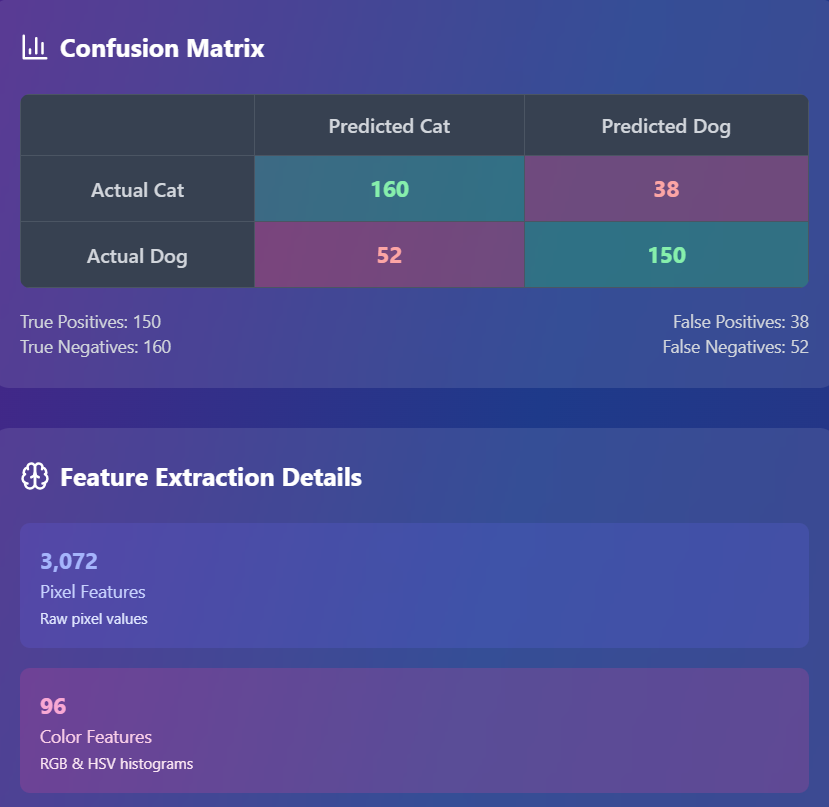 Confusion Matrix
Predicted Cat Predicted Dog
Actual Cat 160 38
Actual Dog 52 150
True Positives: 150 False Positives: 38
True Negatives: 160 False Negatives: 52
Feature Extraction Details
3,072
Pixel Features
Raw pixel values
96
Color Features
RGB & HSV histograms